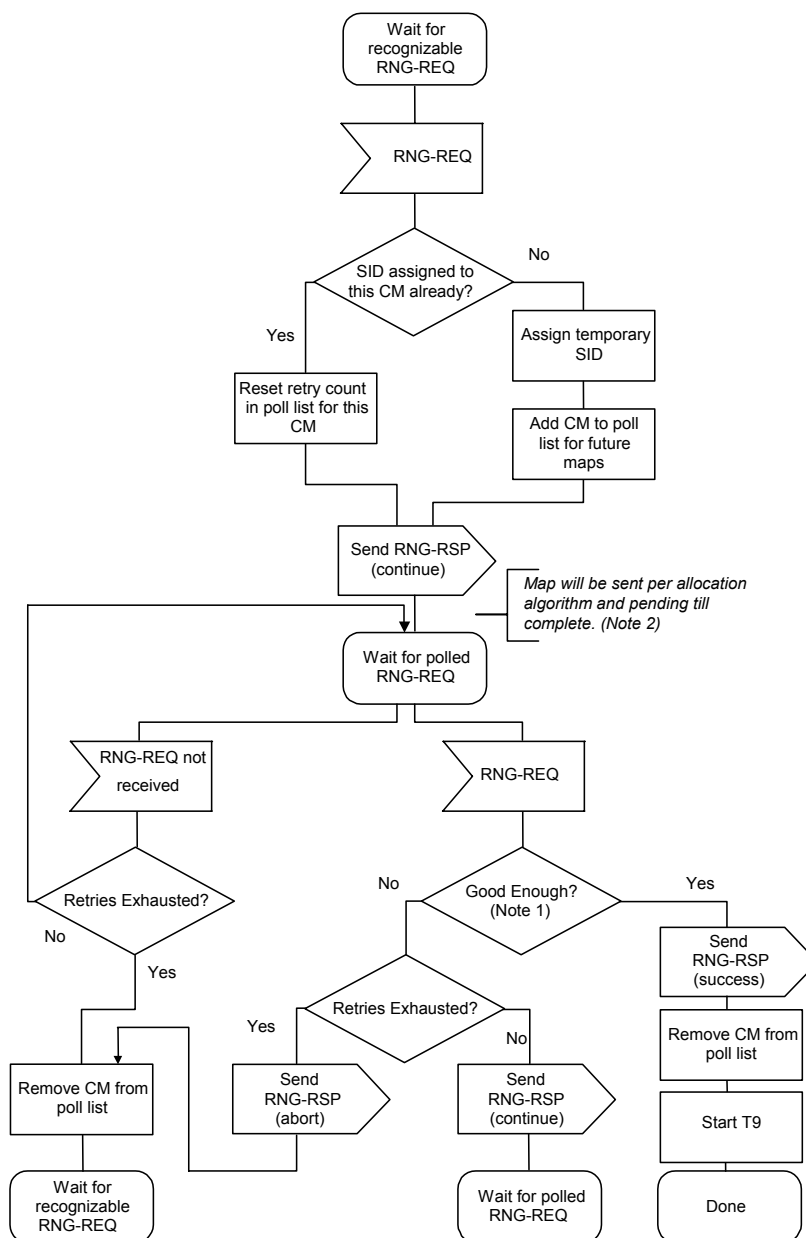 Wait for
recognizable
RNG-REQ
RNG-REQ
SID assigned to
this CM already?
No
Yes
Assign temporary
SID
Reset retry count
in poll list for this
CM
Add CM to poll
list for future
maps
Send RNG-RSP
(continue)
Map will be sent per allocation
algorithm and pending till
complete. (Note 2)
Wait for polled
RNG-REQ
RNG-REQ not
received
RNG-REQ
Retries Exhausted?
No
Yes
Good Enough?
(Note 1)
No
Yes
Send
RNG-RSP
(success)
Retries Exhausted?
Yes
No
Remove CM from
poll list
Remove CM from
poll list
Send
RNG-RSP
(abort)
Send
RNG-RSP
(continue)
Start T9
Wait for
recognizable
RNG-REQ
Wait for polled
RNG-REQ
Done